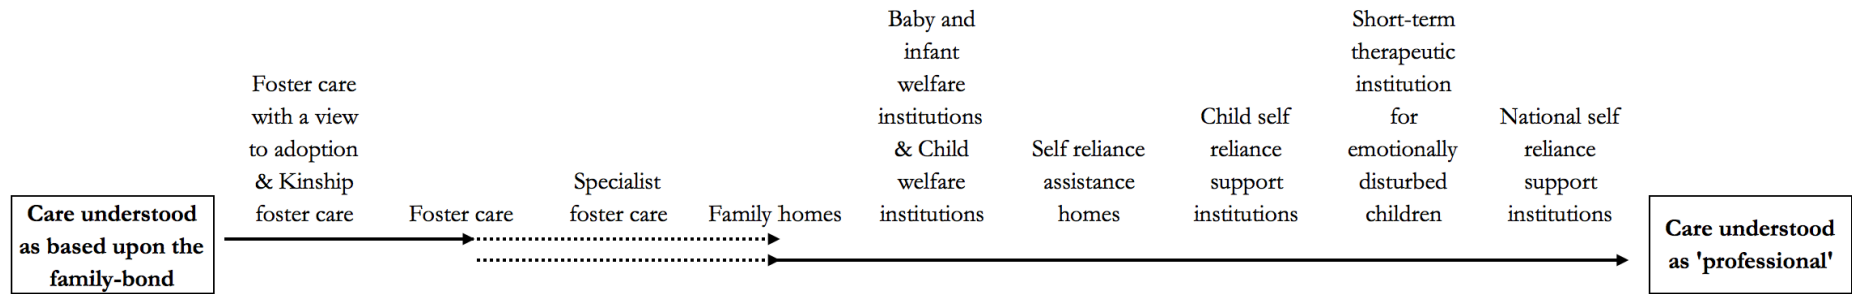 Care understood
as based upon the
family-bond
Foster care
with a view
to adoption
& Kinship
foster care
Foster care
Specialist
foster care
Family homes
Baby and
infant
welfare
institutions
& Child
welfare
institutions
Self reliance
assistance
homes
Child self
reliance
support
institutions
Short-term
therapeutic
institution
for
emotionally
disturbed
children
National self
reliance
support
institutions
Care understood
as 'professional'